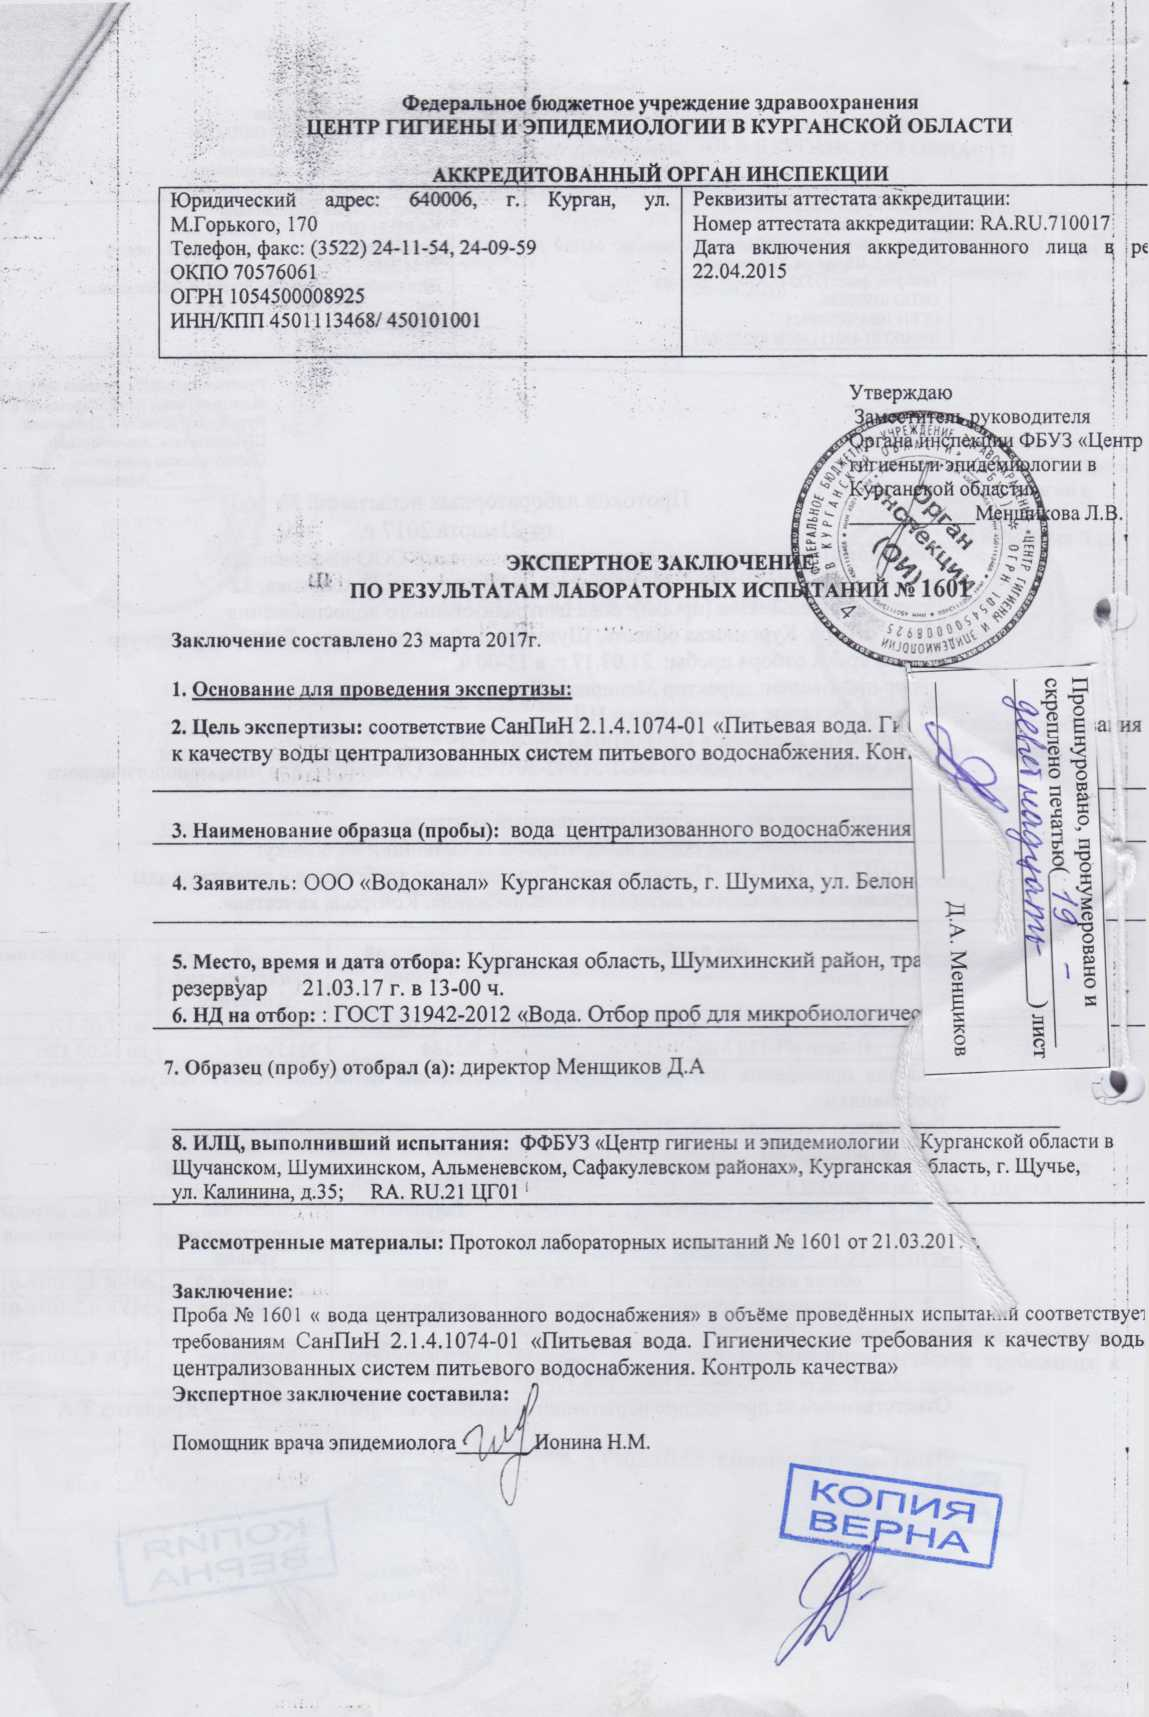 Федеральное бюджетное учреждение здравоохранения
ЦЕНТР ГИГИЕНЫ И ЭПИДЕМИОЛОГИИ В КУРГАНСКОЙ ОБЛАСТИ
АККРЕДИТОВАННЫЙ ОРГАН ИНСПЕКЦИИ
Юридический адрес: 640006, г. Курган, ул.
М.Горького, 170
Телефон, факс: (3522) 24-11-54, 24-09-59
ОКПО 70576061
ОГРН 1054500008925
ИНН/КПП 4501113468/ 450101001
Реквизиты аттестата аккредитации:
Номер аттестата аккредитации: RA.RU.710017
Дата включения аккредитованного лица в ре
22.04.2015
Утверждаю
Заместитель руководителя
Органа инспекции ФБУЗ «Центр
гигиены и эпидемиологии в
Курганской области»
Менщикова Л.В.
Орган
инспекции
(ФИ)
ЭКСПЕРТНОЕ ЗАКЛЮЧЕНИЕ
ПО РЕЗУЛЬТАТАМ ЛАБОРАТОРНЫХ ИСПЫТАНИЙ № 1601
Заключение составлено 23 марта 2017г.
1. Основание для проведения экспертизы:
2. Цель экспертизы: соответствие СанПиН 2.1.4.1074-01 «Питьевая вода. Ги вания
к качеству воды централизованных систем питьевого водоснабжения. Конт
3. Наименование образца (пробы): вода централизованного водоснабжения
4. Заявитель: ООО «Водоканал» Курганская область, г. Шумиха, ул. Белон
5. Место, время и дата отбора: Курганская область, Шумихинский район, тра
резервуар 21.03.17 г. в 13-00 ч.
6. НД на отбор: : ГОСТ 31942-2012 «Вода. Отбор проб для микробиологичес
7. Образец (пробу) отобрал (а): директор Менщиков Д.А
Прошнуровано, пронумеровано и
скреплено печатью( 19 -
девятнадцать ) лист
Д.А. Менщиков
8. ИЛЦ, выполнивший испытания: ФФБУЗ «Центр гигиены и эпидемиологии Курганской области в
Щучанском, Шумихинском, Альменевском, Сафакулевском районах», Курганская бласть, г. Щучье,
ул. Калинина, д.35; RA. RU.21 ЦГ01
Рассмотренные материалы: Протокол лабораторных испытаний № 1601 от 21.03.201 г.
Заключение:
Проба № 1601 « вода централизованного водоснабжения» в объёме проведённых испытаний соответствует
требованиям СанПиН 2.1.4.1074-01 «Питьевая вода. Гигиенические требования к качеству водь
централизованных систем питьевого водоснабжения. Контроль качества»
Экспертное заключение составила:
Помощник врача эпидемиолога Ионина Н.М.
КОПИЯ
ВЕРНА